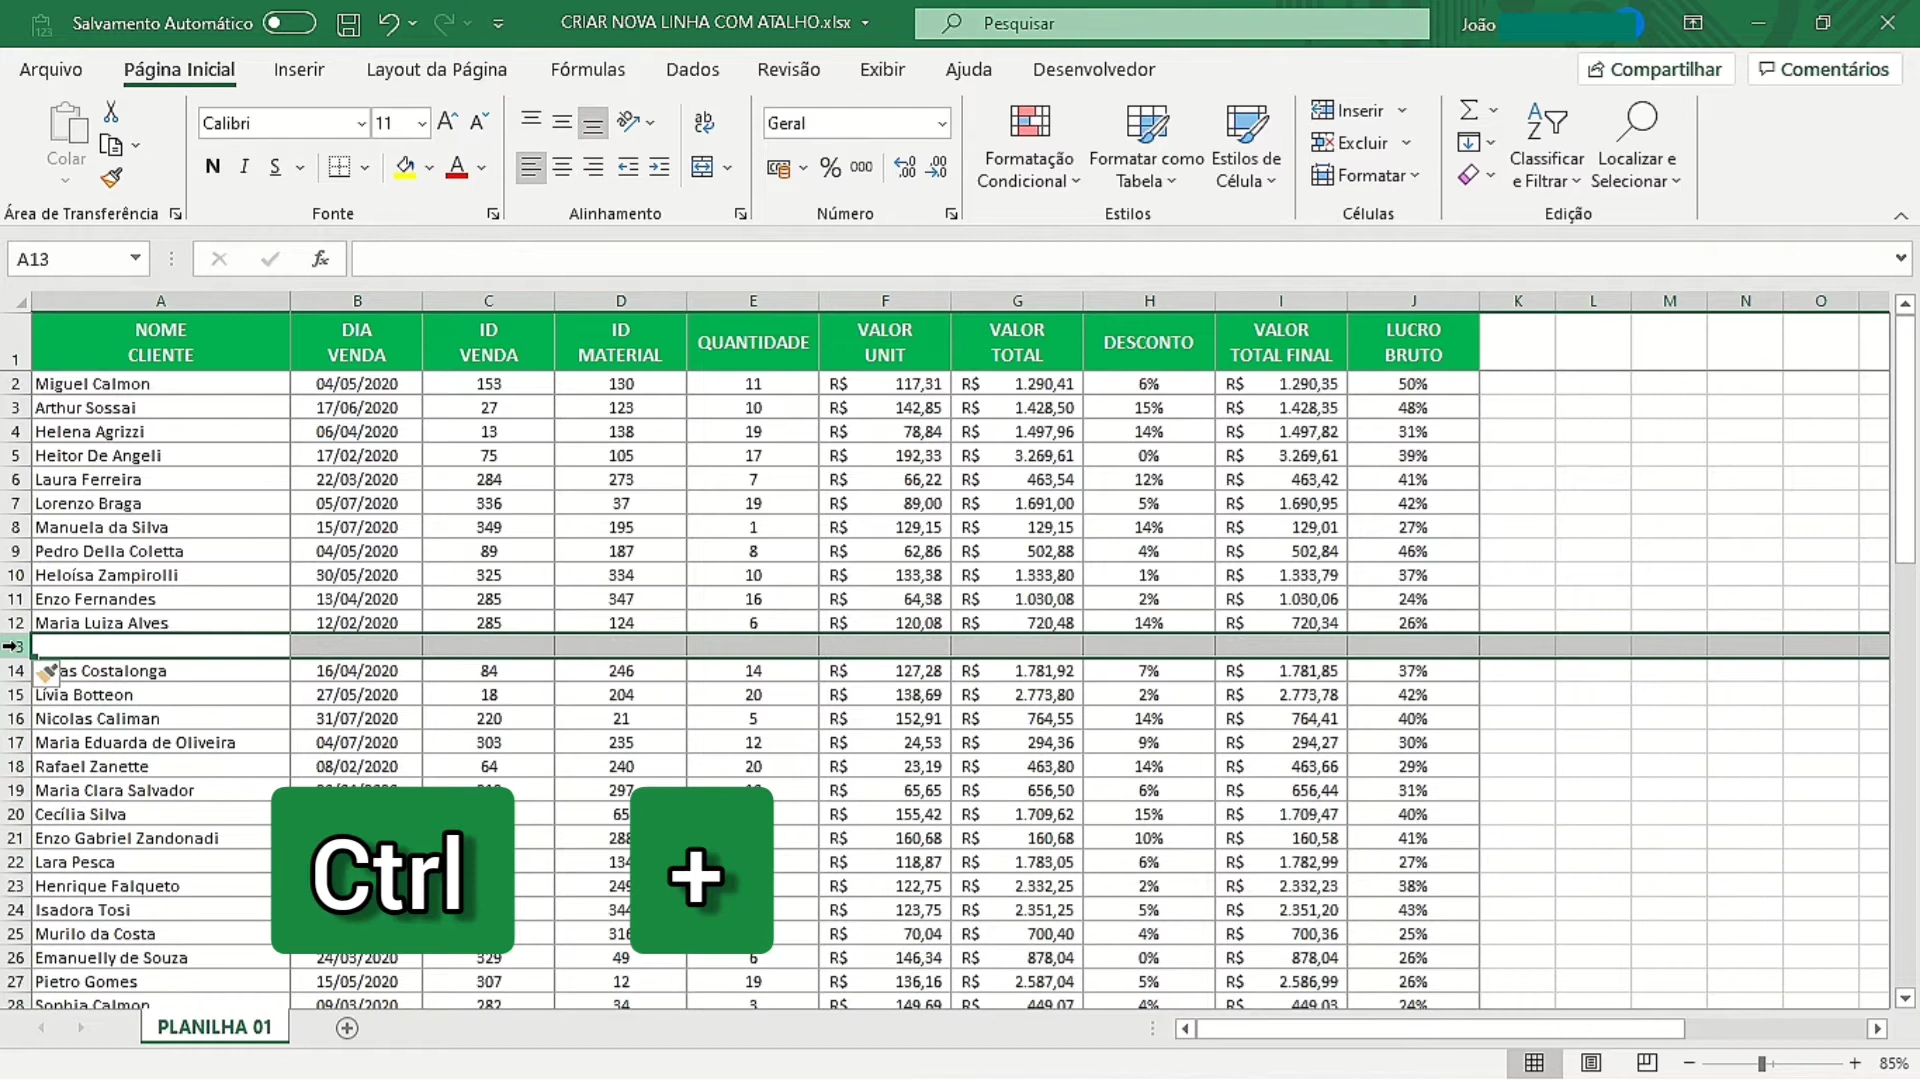 Salvamento Automático
CRIAR NOVA LINHA COM ATALHO.xlsx
Pesquisar
João
Arquivo Página Inicial Inserir Layout da Página Fórmulas Dados Revisão Exibir Ajuda Desenvolvedor
Compartilhar Comentários
Colar
Calibri 11
N I S
Geral
% 000
Formatação Condicional
Formatar como Tabela
Estilos de Célula
Inserir
Excluir
Formatar
Classificar e Filtrar
Localizar e Selecionar
Área de Transferência Fonte Alinhamento Número Estilos Células Edição
A13
fx
A B C D E F G H I J K L M N O
1 NOME CLIENTE DIA VENDA ID VENDA ID MATERIAL QUANTIDADE VALOR UNIT VALOR TOTAL DESCONTO VALOR TOTAL FINAL LUCRO BRUTO
2 Miguel Calmon 04/05/2020 153 130 11 R$ 117,31 R$ 1.290,41 6% R$ 1.290,35 50%
3 Arthur Sossai 17/06/2020 27 123 10 R$ 142,85 R$ 1.428,50 15% R$ 1.428,35 48%
4 Helena Agrizzi 06/04/2020 13 138 19 R$ 78,84 R$ 1.497,96 14% R$ 1.497,82 31%
5 Heitor De Angeli 17/02/2020 75 105 17 R$ 192,33 R$ 3.269,61 0% R$ 3.269,61 39%
6 Laura Ferreira 22/03/2020 284 273 7 R$ 66,22 R$ 463,54 12% R$ 463,42 41%
7 Lorenzo Braga 05/07/2020 336 37 19 R$ 89,00 R$ 1.691,00 5% R$ 1.690,95 42%
8 Manuela da Silva 15/07/2020 349 195 1 R$ 129,15 R$ 129,15 14% R$ 129,01 27%
9 Pedro Della Coletta 04/05/2020 89 187 8 R$ 62,86 R$ 502,88 4% R$ 502,84 46%
10 Heloísa Zampirolli 30/05/2020 325 334 10 R$ 133,38 R$ 1.333,80 1% R$ 1.333,79 37%
11 Enzo Fernandes 13/04/2020 285 347 16 R$ 64,38 R$ 1.030,08 2% R$ 1.030,06 24%
12 Maria Luiza Alves 12/02/2020 285 124 6 R$ 120,08 R$ 720,48 14% R$ 720,34 26%
3
14 as Costalonga 16/04/2020 84 246 14 R$ 127,28 R$ 1.781,92 7% R$ 1.781,85 37%
15 Lívia Botteon 27/05/2020 18 204 20 R$ 138,69 R$ 2.773,80 2% R$ 2.773,78 42%
16 Nicolas Caliman 31/07/2020 220 21 5 R$ 152,91 R$ 764,55 14% R$ 764,41 40%
17 Maria Eduarda de Oliveira 04/07/2020 303 235 12 R$ 24,53 R$ 294,36 9% R$ 294,27 30%
18 Rafael Zanette 08/02/2020 64 240 20 R$ 23,19 R$ 463,80 14% R$ 463,66 29%
19 Maria Clara Salvador 297 R$ 65,65 R$ 656,50 6% R$ 656,44 31%
20 Cecília Silva 65 R$ 155,42 R$ 1.709,62 15% R$ 1.709,47 40%
21 Enzo Gabriel Zandonadi 288 R$ 160,68 R$ 160,68 10% R$ 160,58 41%
22 Lara Pesca 134 R$ 118,87 R$ 1.783,05 6% R$ 1.782,99 27%
23 Henrique Falqueto 249 R$ 122,75 R$ 2.332,25 2% R$ 2.332,23 38%
24 Isadora Tosi 344 R$ 123,75 R$ 2.351,25 5% R$ 2.351,20 43%
25 Murilo da Costa 316 R$ 70,04 R$ 700,40 4% R$ 700,36 25%
26 Emanuelly de Souza 24/03/2020 329 49 6 R$ 146,34 R$ 878,04 0% R$ 878,04 26%
27 Pietro Gomes 15/05/2020 307 12 19 R$ 136,16 R$ 2.587,04 5% R$ 2.586,99 26%
28 Sophia Calmon 09/03/2020 282 34 3 R$ 149,69 R$ 449,07 4% R$ 449,03 24%
Ctrl +
PLANILHA 01
85%